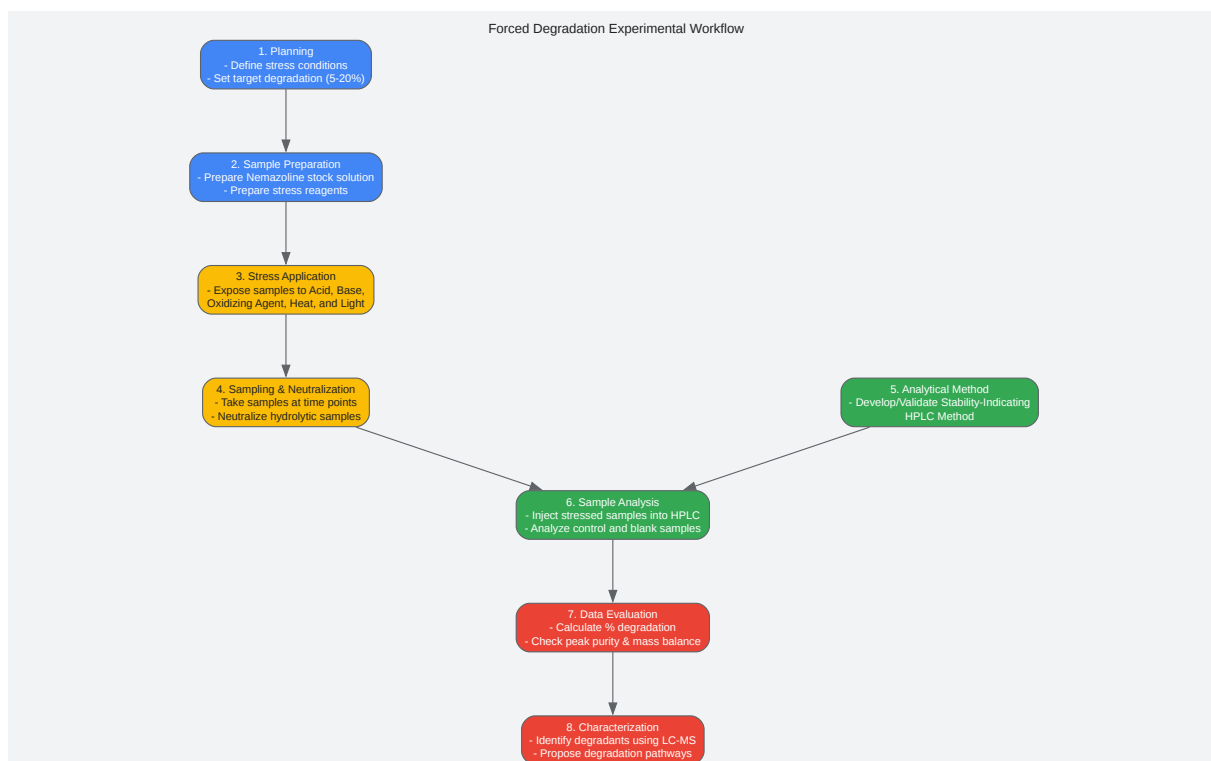 Forced Degradation Experimental Workflow
1. Planning
- Define stress conditions
- Set target degradation (5-20%)
2. Sample Preparation
- Prepare Nemazoline stock solution
- Prepare stress reagents
3. Stress Application
- Expose samples to Acid, Base,
Oxidizing Agent, Heat, and Light
4. Sampling & Neutralization
- Take samples at time points
- Neutralize hydrolytic samples
5. Analytical Method
- Develop/Validate Stability-Indicating
HPLC Method
6. Sample Analysis
- Inject stressed samples into HPLC
- Analyze control and blank samples
7. Data Evaluation
- Calculate % degradation
- Check peak purity & mass balance
8. Characterization
- Identify degradants using LC-MS
- Propose degradation pathways